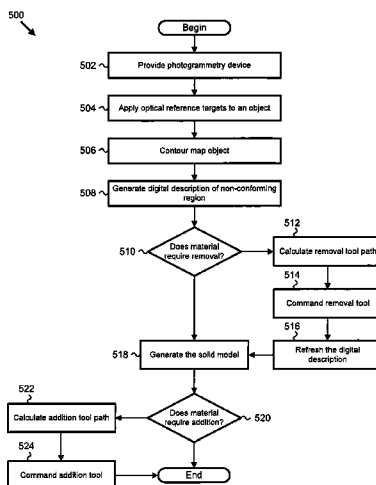 500
Begin
502
Provide photogrammetry device
504
Apply optical reference targets to an object
506
Contour map object
508
Generate digital description of non-conforming
region
510
Does material
require removal?
512
Calculate removal tool path
514
Command removal tool
516
Refresh the digital
description
518
Generate the solid model
520
Does material
require addition?
522
Calculate addition tool path
524
Command addition tool
End